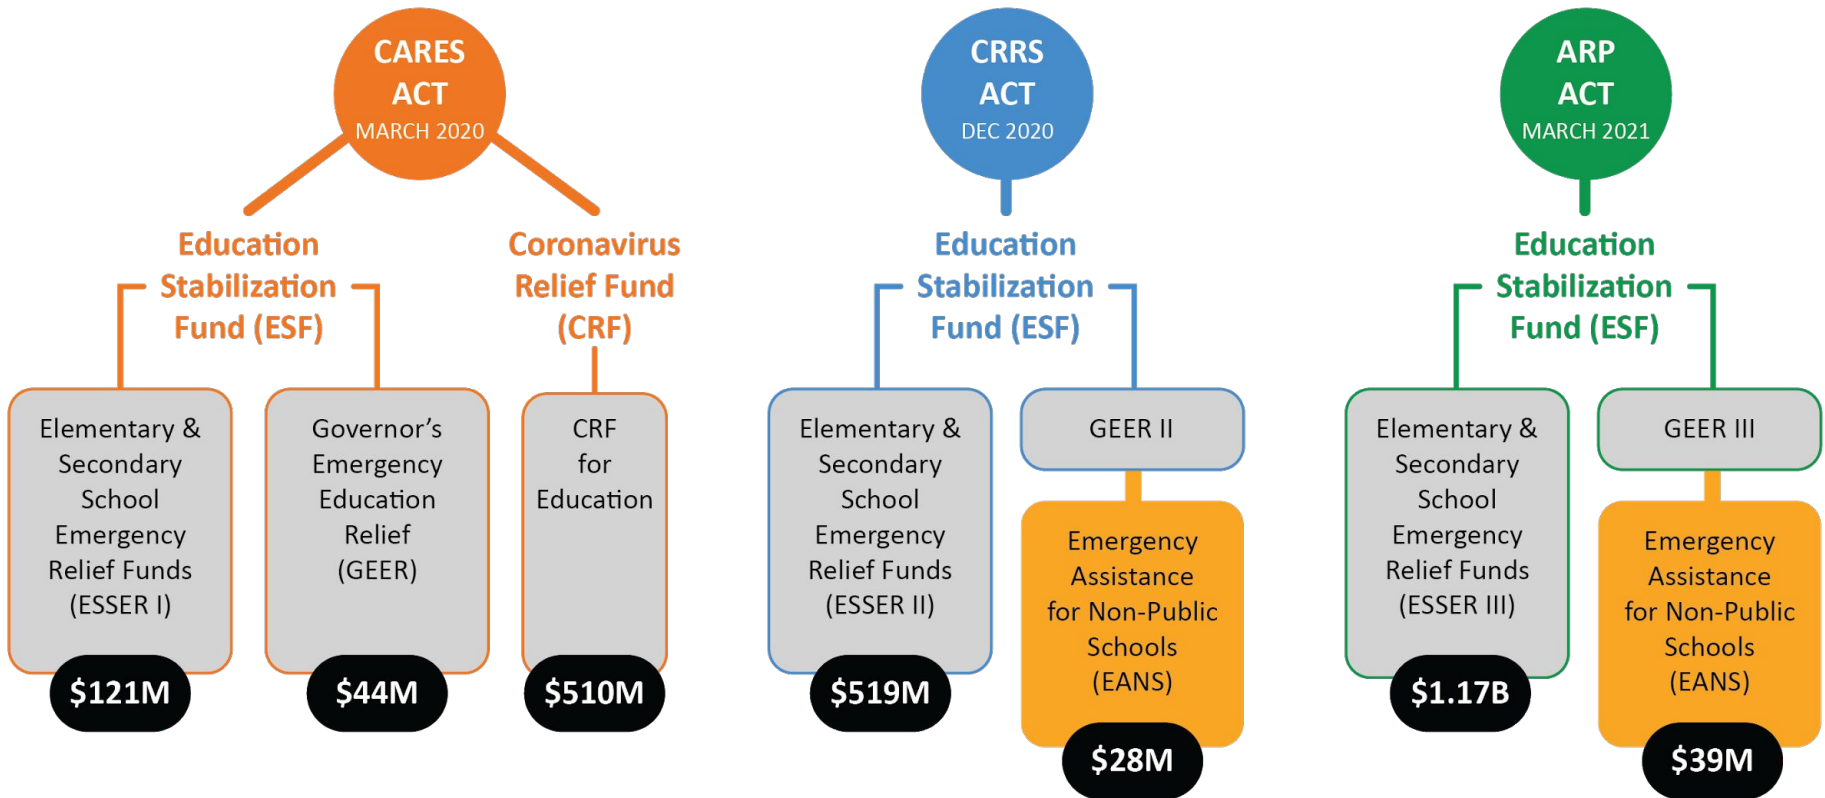 CARES
ACT
MARCH 2020
Education
Stabilization
Fund (ESF)
Coronavirus
Relief Fund
(CRF)
Elementary &
Secondary
School
Emergency
Relief Funds
(ESSER I)
$121M
Governor’s
Emergency
Education
Relief
(GEER)
$44M
CRF
for
Education
$510M
CRRS
ACT
DEC 2020
Education
Stabilization
Fund (ESF)
Elementary &
Secondary
School
Emergency
Relief Funds
(ESSER II)
$519M
GEER II
Emergency
Assistance
for Non-Public
Schools
(EANS)
$28M
ARP
ACT
MARCH 2021
Education
Stabilization
Fund (ESF)
Elementary &
Secondary
School
Emergency
Relief Funds
(ESSER III)
$1.17B
GEER III
Emergency
Assistance
for Non-Public
Schools
(EANS)
$39M